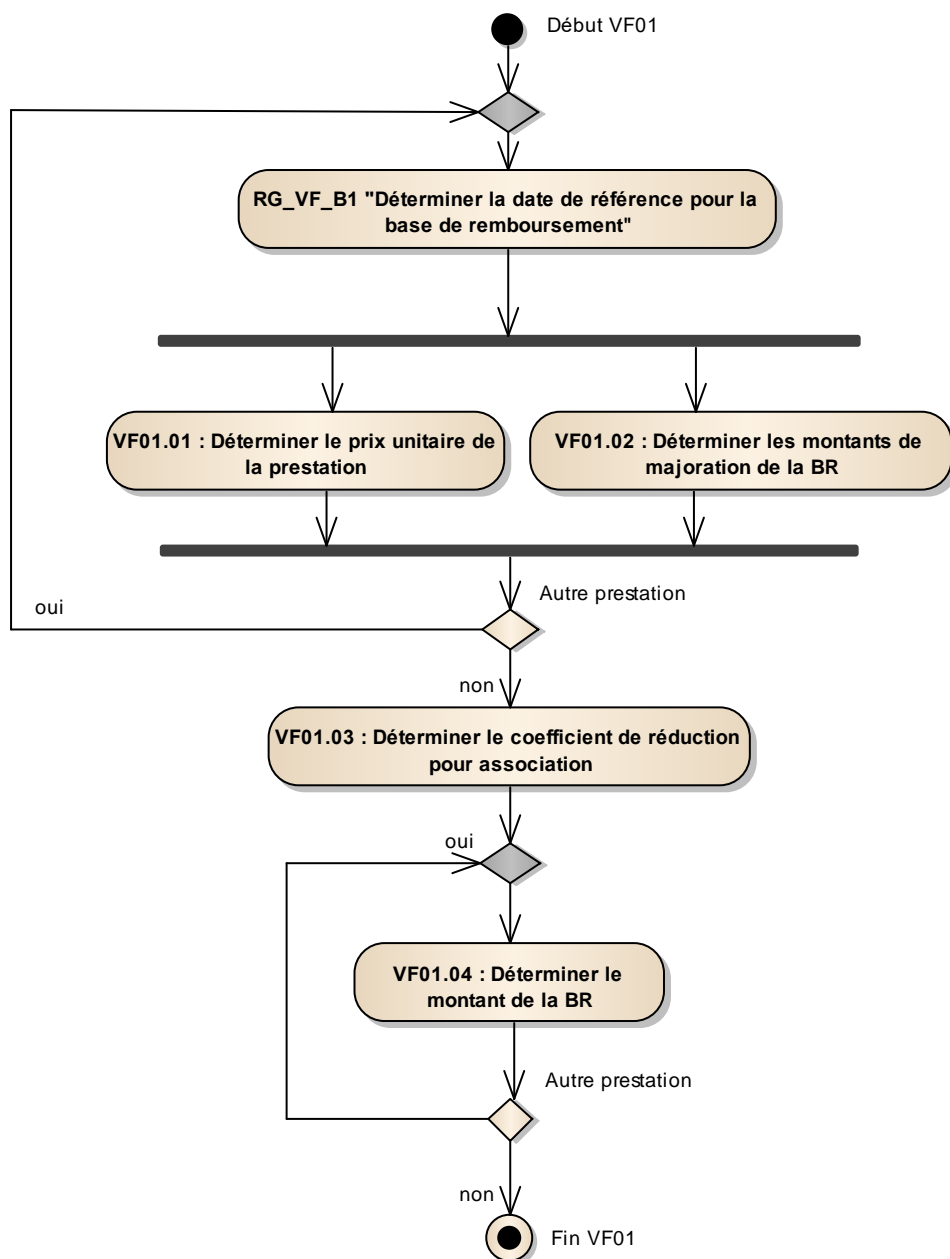 Début VF01
RG_VF_B1 "Déterminer la date de référence pour la
base de remboursement"
VF01.01 : Déterminer le prix unitaire de
la prestation
VF01.02 : Déterminer les montants de
majoration de la BR
Autre prestation
oui
non
VF01.03 : Déterminer le coefficient de réduction
pour association
oui
VF01.04 : Déterminer le
montant de la BR
Autre prestation
non
Fin VF01